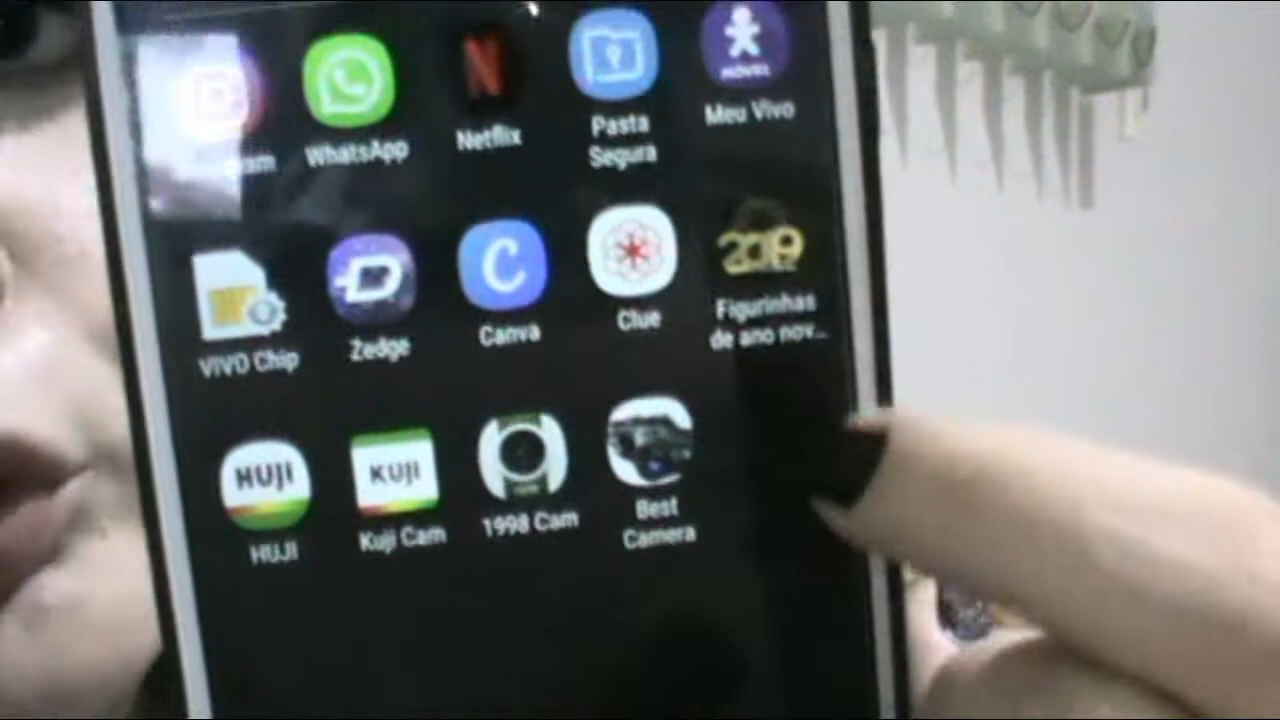 WhatsApp
Netflix
Pasta
Segura
MÓVEL
Meu Vivo
VIVO Chip
Zedge
C
Canva
Clue
2019
Figurinhas
de ano nov...
HUJI
HUJI
KUJI
Kuji Cam
1998 Cam
Best
Camera